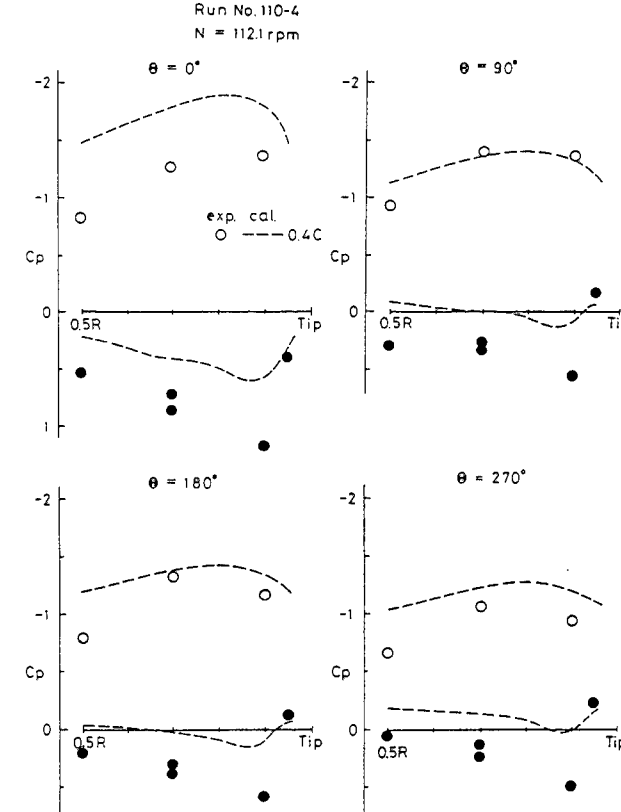 Run No. 110-4
N = 112.1 rpm
θ = 0°
-2
-1
exp. cal.
0.4C
Cp
0
0.5R
Tip
1
θ = 90°
-2
-1
Cp
0
0.5R
Ti
θ = 180°
-2
-1
Cp
0
0.5R
Tip
θ = 270°
-2
-1
Cp
0
0.5R
Tip